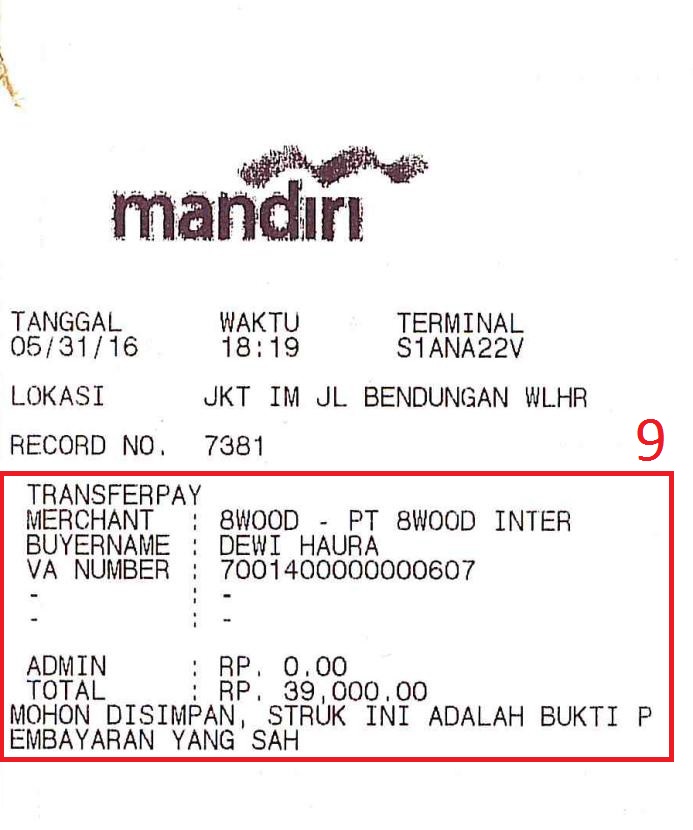 mandırı
TANGGAL WAKTU TERMINAL
05/31/16 18:19 S1ANA22V
LOKASI JKT IM JL BENDUNGAN WLHR
9
RECORD NO. 7381
TRANSFERPAY
MERCHANT : 8WOOD - PT 8WOOD INTER
BUYERNAME : DEWI HAURA
VA NUMBER : 7001400000000607
- : -
- : -
ADMIN : RP. 0.00
TOTAL : RP. 39,000.00
MOHON DISIMPAN, STRUK INI ADALAH BUKTI P
EMBAYARAN YANG SAH